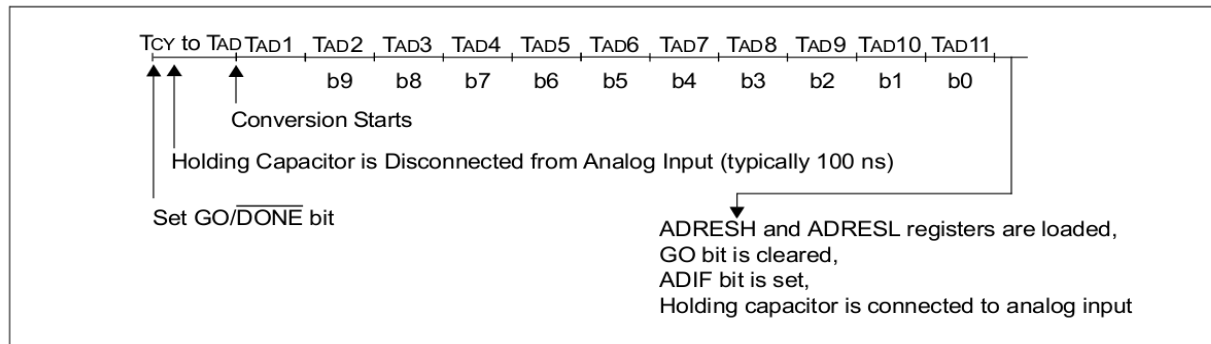 TCY to TAD TAD1 TAD2 TAD3 TAD4 TAD5 TAD6 TAD7 TAD8 TAD9 TAD10 TAD11
b9 b8 b7 b6 b5 b4 b3 b2 b1 b0
Conversion Starts
Holding Capacitor is Disconnected from Analog Input (typically 100 ns)
Set GO/DONE bit
ADRESH and ADRESL registers are loaded,
GO bit is cleared,
ADIF bit is set,
Holding capacitor is connected to analog input